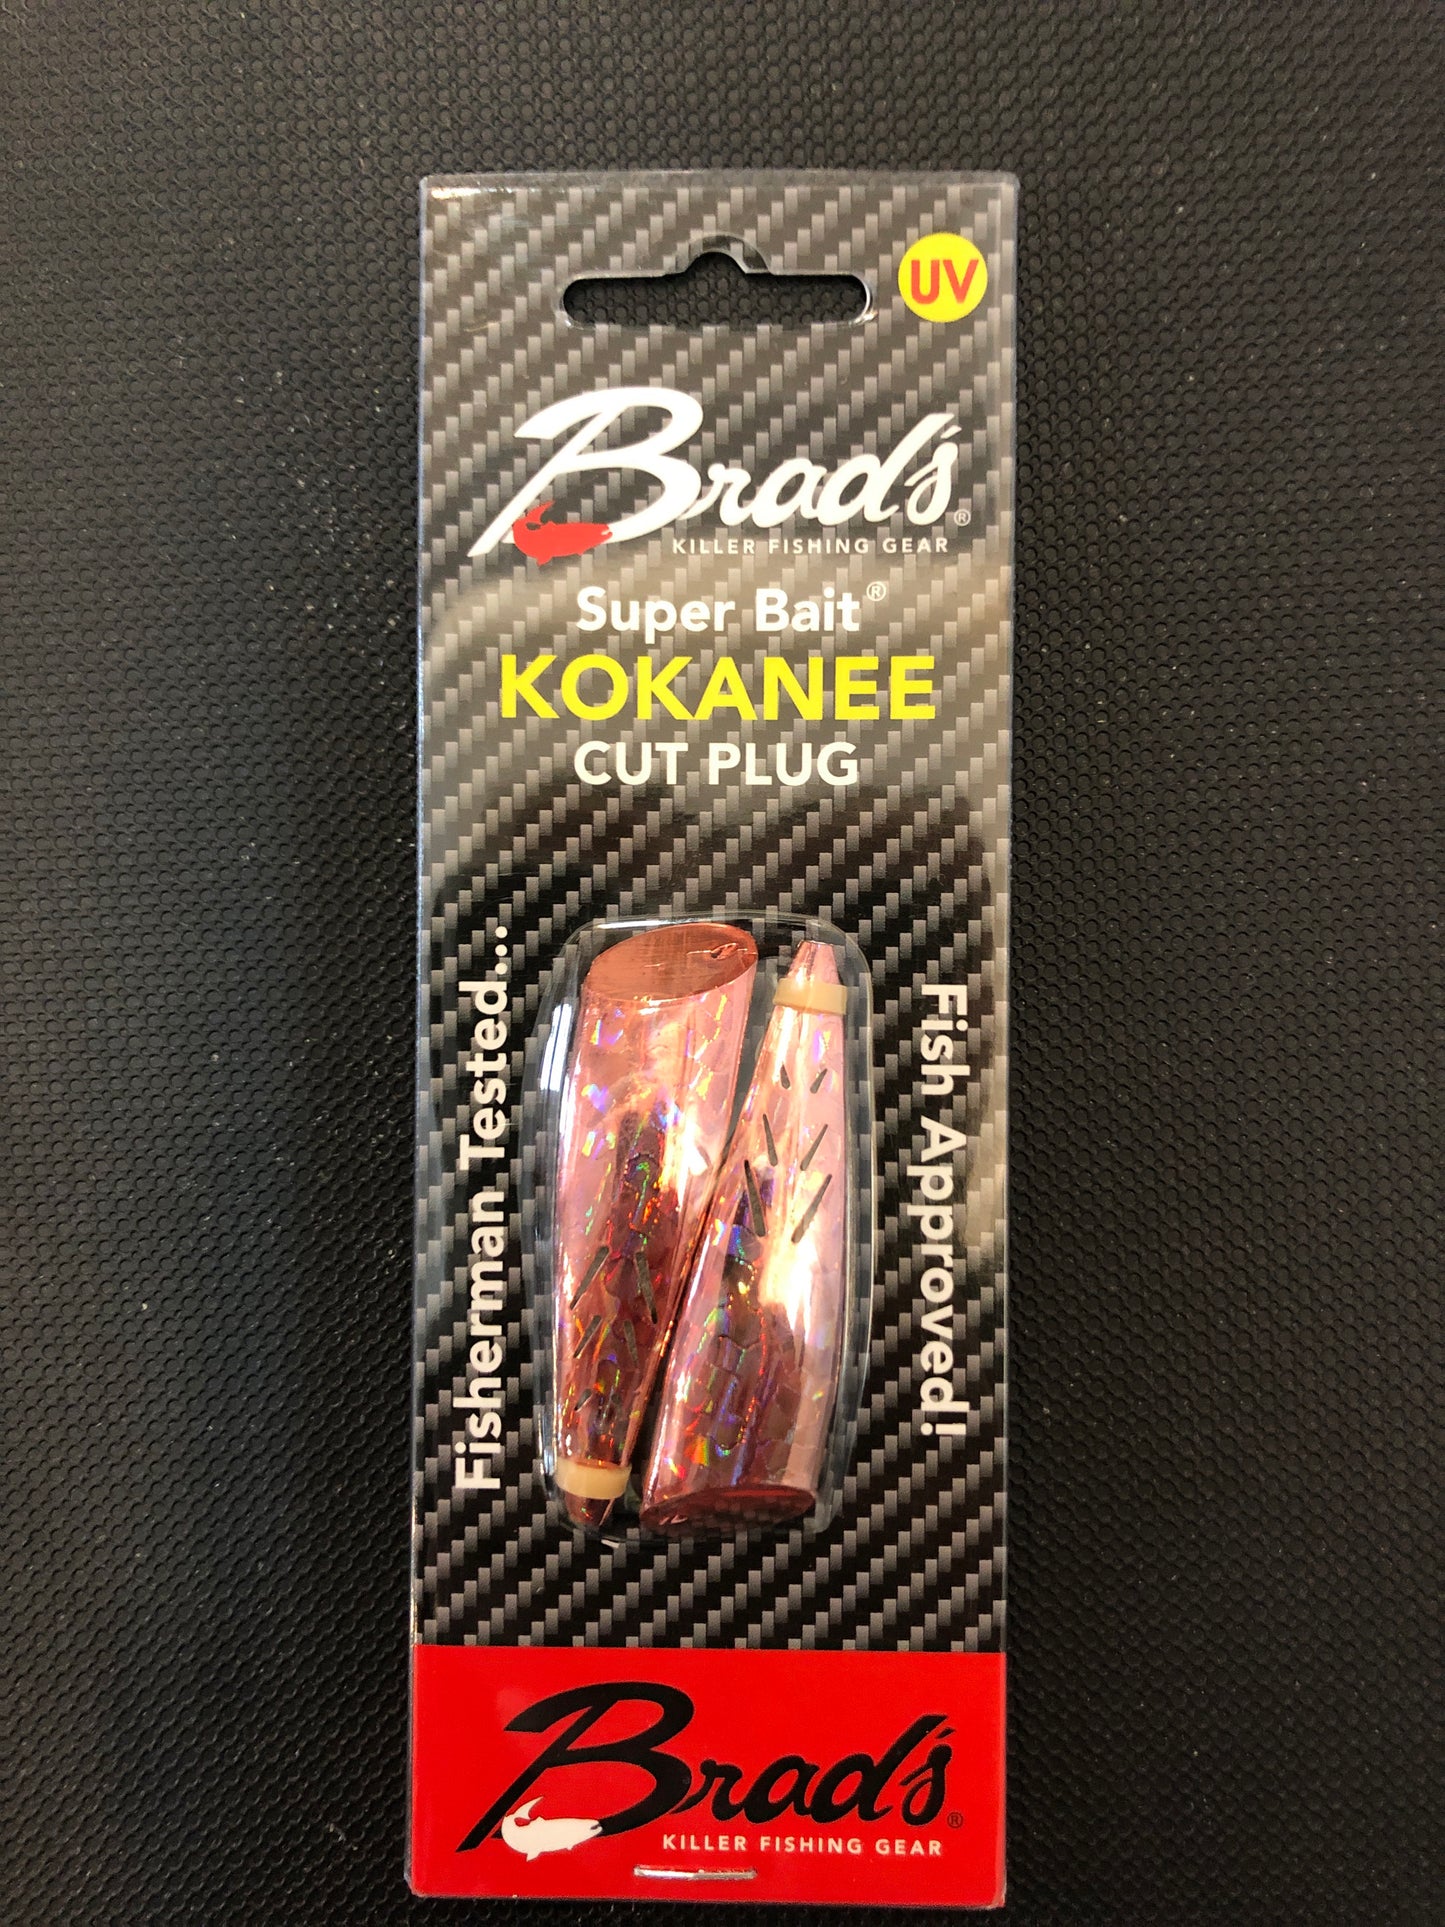 UV
Brad's®
KILLER FISHING GEAR
Super Bait®
KOKANEE
CUT PLUG
Fisherman Tested...
Fish Approved!
Brad's®
KILLER FISHING GEAR